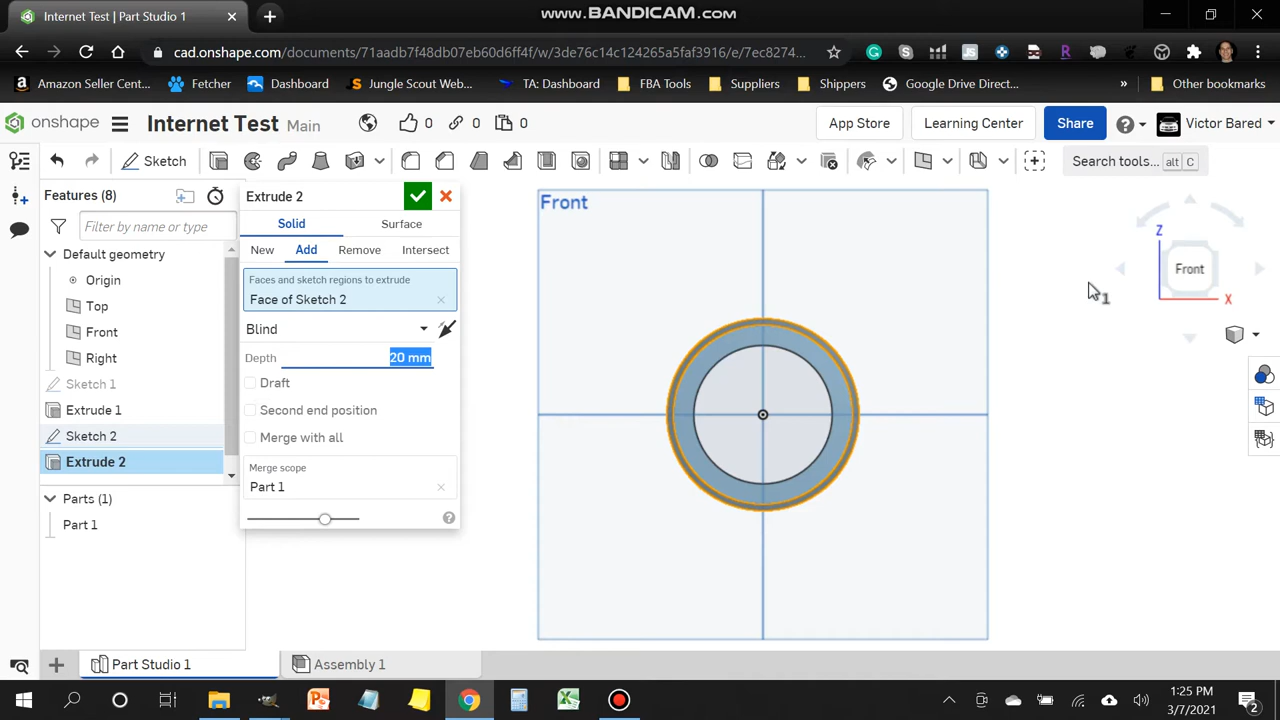 www.BANDICAM.com
Internet Test | Part Studio 1
cad.onshape.com/documents/71aadb7f48db07eb60d6ff4f/w/3de76c14c124265a5faf3916/e/7ec8274...
Amazon Seller Cent...
Fetcher
Dashboard
Jungle Scout Web...
TA: Dashboard
FBA Tools
Suppliers
Shippers
Google Drive Direct...
»
Other bookmarks
onshape
Internet Test Main
0
0
0
App Store
Learning Center
Share
Victor Bared
Sketch
Search tools... alt C
Features (8)
Filter by name or type
Default geometry
Origin
Top
Front
Right
Sketch 1
Extrude 1
Sketch 2
Extrude 2
Parts (1)
Part 1
Extrude 2
Solid
Surface
New
Add
Remove
Intersect
Faces and sketch regions to extrude
Face of Sketch 2
Blind
Depth
20 mm
Draft
Second end position
Merge with all
Merge scope
Part 1
Front
Z
Front
X
1
Part Studio 1
Assembly 1
1:25 PM
3/7/2021
2